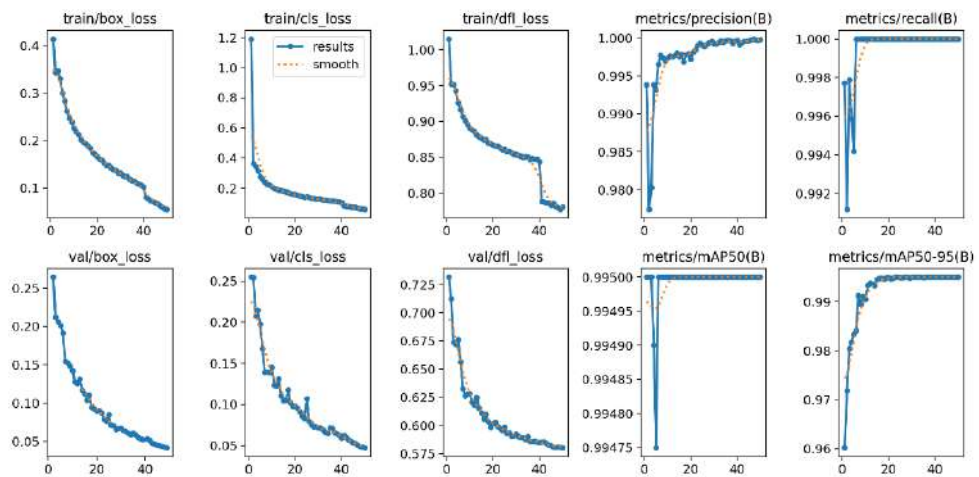 train/box_loss
train/cls_loss
train/dfl_loss
metrics/precision(B)
metrics/recall(B)
0.4
0.3
0.2
0.1
0 20 40
1.2
1.0
0.8
0.6
0.4
0.2
results
smooth
0 20 40
1.00
0.95
0.90
0.85
0.80
0 20 40
1.000
0.995
0.990
0.985
0.980
0 20 40
1.000
0.998
0.996
0.994
0.992
0 20 40
val/box_loss
val/cls_loss
val/dfl_loss
metrics/mAP50(B)
metrics/mAP50-95(B)
0.25
0.20
0.15
0.10
0.05
0 20 40
0.25
0.20
0.15
0.10
0.05
0 20 40
0.725
0.700
0.675
0.650
0.625
0.600
0.575
0 20 40
0.99500
0.99495
0.99490
0.99485
0.99480
0.99475
0 20 40
0.99
0.98
0.97
0.96
0 20 40